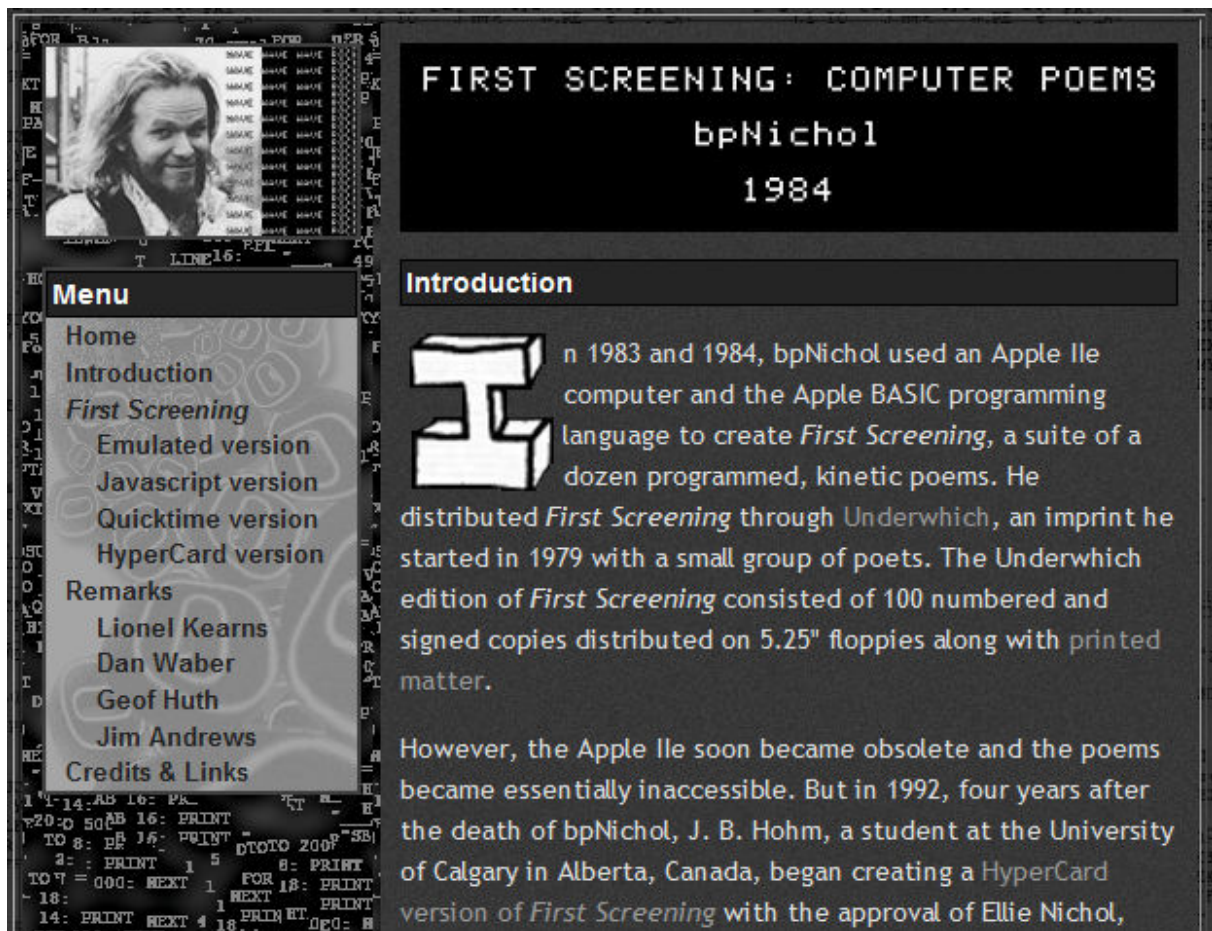 FIRST SCREENING: COMPUTER POEMS
bpNichol
1984
Menu
Home
Introduction
First Screening
Emulated version
Javascript version
Quicktime version
HyperCard version
Remarks
Lionel Kearns
Dan Waber
Geof Huth
Jim Andrews
Credits & Links
Introduction
In 1983 and 1984, bpNichol used an Apple IIe
computer and the Apple BASIC programming
language to create First Screening, a suite of a
dozen programmed, kinetic poems. He
distributed First Screening through Underwhich, an imprint he
started in 1979 with a small group of poets. The Underwhich
edition of First Screening consisted of 100 numbered and
signed copies distributed on 5.25" floppies along with printed
matter.
However, the Apple IIe soon became obsolete and the poems
became essentially inaccessible. But in 1992, four years after
the death of bpNichol, J. B. Hohm, a student at the University
of Calgary in Alberta, Canada, began creating a HyperCard
version of First Screening with the approval of Ellie Nichol,